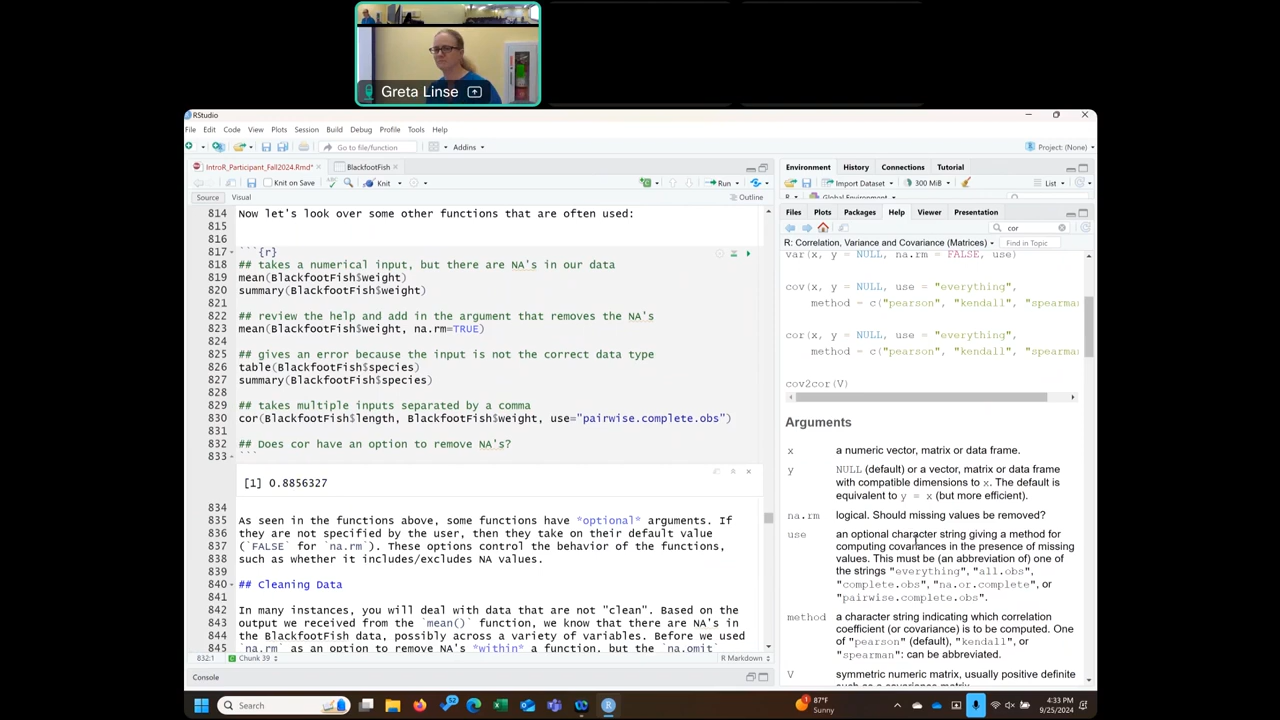 Greta Linse
RStudio
File Edit Code View Plots Session Build Debug Profile Tools Help
Go to file/function
Addins
Project: (None)
IntroR_Participant_Fall2024.Rmd*
BlackfootFish
Knit on Save
Knit
Run
Source
Visual
Outline
814 Now let's look over some other functions that are often used:
815
816
817 ```{r}
818 ## takes a numerical input, but there are NA's in our data
819 mean(BlackfootFish$weight)
820 summary(BlackfootFish$weight)
821
822 ## review the help and add in the argument that removes the NA's
823 mean(BlackfootFish$weight, na.rm=TRUE)
824
825 ## gives an error because the input is not the correct data type
826 table(BlackfootFish$species)
827 summary(BlackfootFish$species)
828
829 ## takes multiple inputs separated by a comma
830 cor(BlackfootFish$length, BlackfootFish$weight, use="pairwise.complete.obs")
831
832 ## Does cor have an option to remove NA's?
833 ```
[1] 0.8856327
834
835 As seen in the functions above, some functions have *optional* arguments. If
836 they are not specified by the user, then they take on their default value
837 (`FALSE` for `na.rm`). These options control the behavior of the functions,
838 such as whether it includes/excludes NA values.
839
840 ## Cleaning Data
841
842 In many instances, you will deal with data that are not "clean". Based on the
843 output we received from the `mean()` function, we know that there are NA's in
844 the BlackfootFish data, possibly across a variety of variables. Before we used
845 `na.rm` as an option to remove NA's *within* a function, but the `na.omit`
832:1
Chunk 39
R Markdown
Console
Environment History Connections Tutorial
Import Dataset
300 MiB
List
R
Global Environment
Files Plots Packages Help Viewer Presentation
cor
R: Correlation, Variance and Covariance (Matrices)
Find in Topic
var(x, y = NULL, na.rm = FALSE, use)
cov(x, y = NULL, use = "everything",
method = c("pearson", "kendall", "spearman
cor(x, y = NULL, use = "everything",
method = c("pearson", "kendall", "spearman
cov2cor(V)
Arguments
x a numeric vector, matrix or data frame.
y NULL (default) or a vector, matrix or data frame
with compatible dimensions to x. The default is
equivalent to y = x (but more efficient).
na.rm logical. Should missing values be removed?
use an optional character string giving a method for
computing covariances in the presence of missing
values. This must be (an abbreviation of) one of
the strings "everything", "all.obs",
"complete.obs", "na.or.complete", or
"pairwise.complete.obs".
method a character string indicating which correlation
coefficient (or covariance) is to be computed. One
of "pearson" (default), "kendall", or
"spearman": can be abbreviated.
V symmetric numeric matrix, usually positive definite
such as a covariance matrix.
Search
52
87°F
Sunny
4:33 PM
9/25/2024